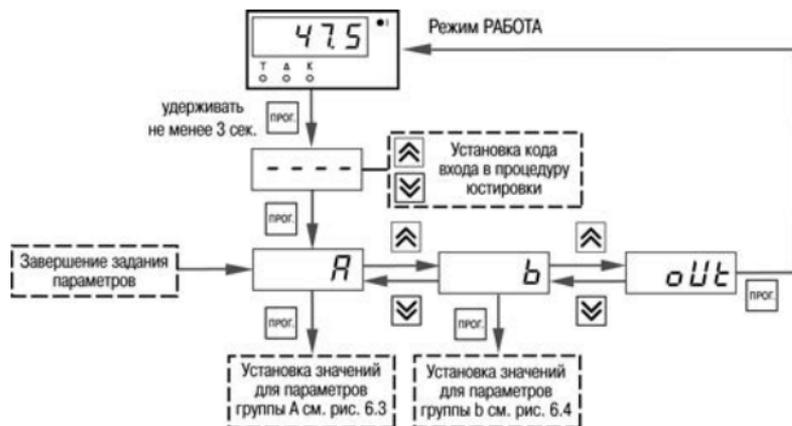 47.5
Режим РАБОТА
Т Δ К
удерживать
не менее 3 сек.
ПРОГ.
- - - -
Установка кода
входа в процедуру
юстировки
ПРОГ.
Завершение задания
параметров
A
b
oUt
ПРОГ.
ПРОГ.
ПРОГ.
Установка значений
для параметров
группы А см. рис. 6.3
Установка значений
для параметров
группы b см. рис. 6.4